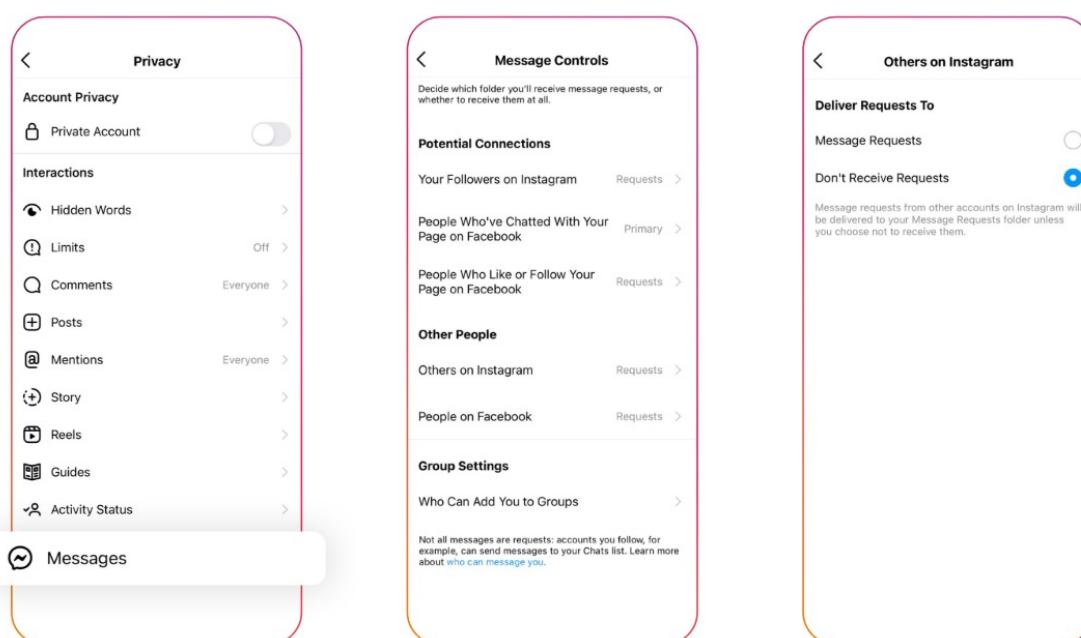 Privacy
Account Privacy
Private Account
Interactions
Hidden Words
Limits Off
Comments Everyone
Posts
Mentions Everyone
Story
Reels
Guides
Activity Status
Messages
Message Controls
Decide which folder you'll receive message requests, or
whether to receive them at all.
Potential Connections
Your Followers on Instagram Requests
People Who've Chatted With Your
Page on Facebook Primary
People Who Like or Follow Your
Page on Facebook Requests
Other People
Others on Instagram Requests
People on Facebook Requests
Group Settings
Who Can Add You to Groups
Not all messages are requests: accounts you follow, for
example, can send messages to your Chats list. Learn more
about who can message you.
Others on Instagram
Deliver Requests To
Message Requests
Don't Receive Requests
Message requests from other accounts on Instagram will
be delivered to your Message Requests folder unless
you choose not to receive them.